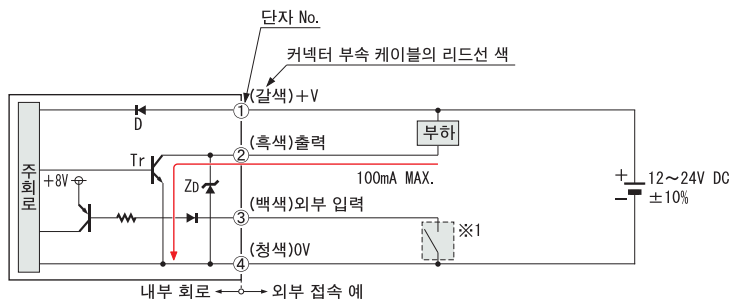 단자 No.
커넥터 부속 케이블의 리드선 색
(갈색)+V
①
D
(흑색)출력
②
부하
Tr
100mA MAX.
주회로
+8V
ZD
12~24V DC
±10%
+
−
(백색)외부 입력
③
※1
(청색)0V
④
내부 회로
외부 접속 예